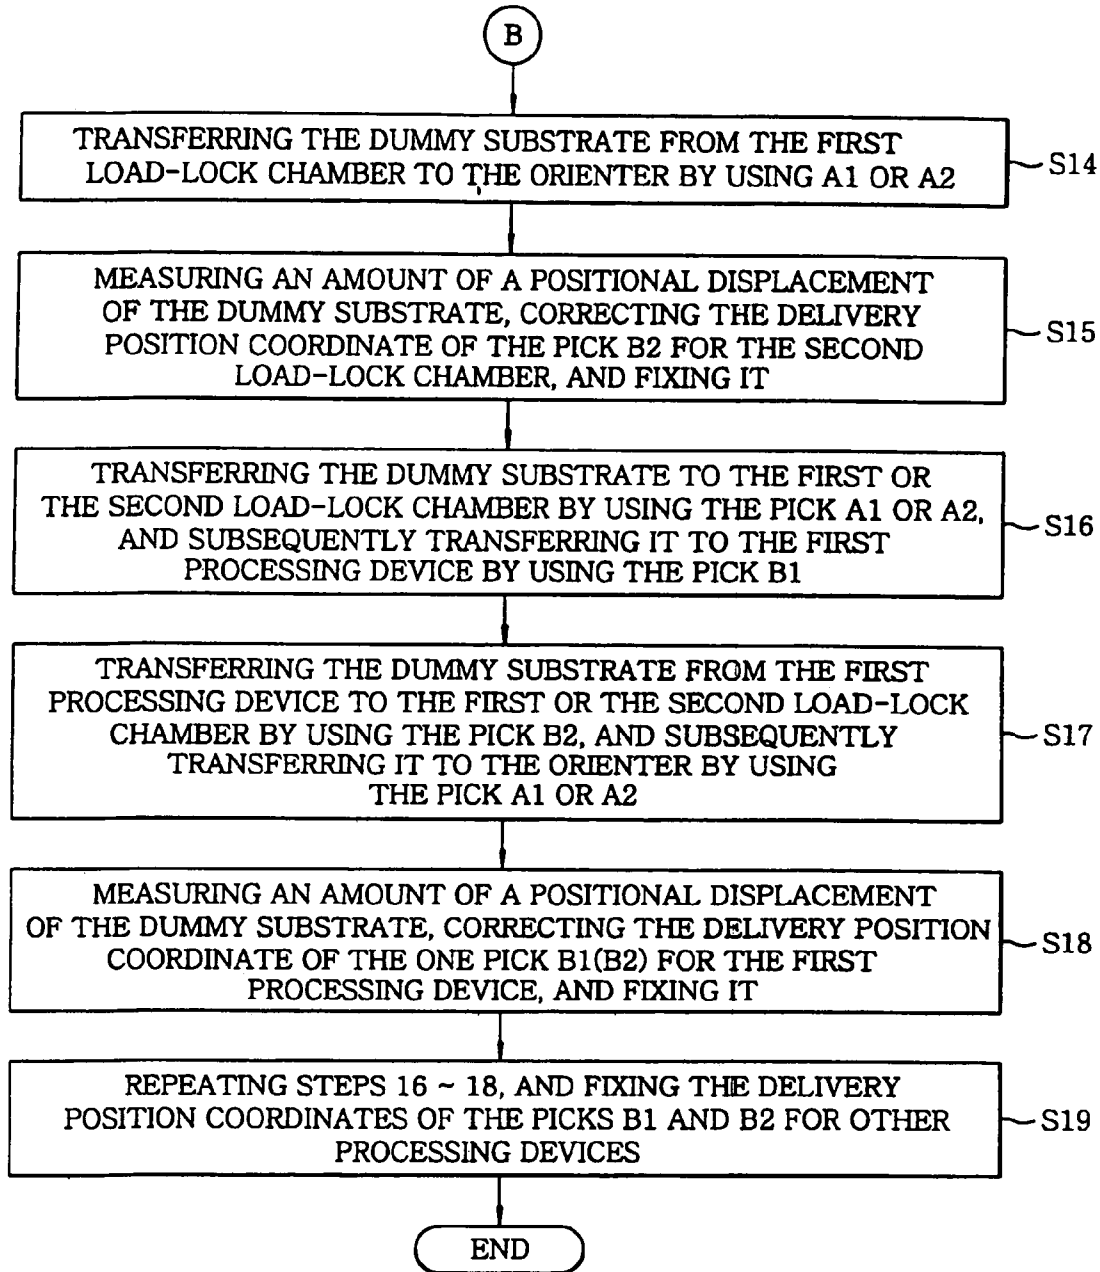 B
TRANSFERRING THE DUMMY SUBSTRATE FROM THE FIRST
LOAD-LOCK CHAMBER TO THE ORIENTER BY USING A1 OR A2
S14
MEASURING AN AMOUNT OF A POSITIONAL DISPLACEMENT
OF THE DUMMY SUBSTRATE, CORRECTING THE DELIVERY
POSITION COORDINATE OF THE PICK B2 FOR THE SECOND
LOAD-LOCK CHAMBER, AND FIXING IT
S15
TRANSFERRING THE DUMMY SUBSTRATE TO THE FIRST OR
THE SECOND LOAD-LOCK CHAMBER BY USING THE PICK A1 OR A2,
AND SUBSEQUENTLY TRANSFERRING IT TO THE FIRST
PROCESSING DEVICE BY USING THE PICK B1
S16
TRANSFERRING THE DUMMY SUBSTRATE FROM THE FIRST
PROCESSING DEVICE TO THE FIRST OR THE SECOND LOAD-LOCK
CHAMBER BY USING THE PICK B2, AND SUBSEQUENTLY
TRANSFERRING IT TO THE ORIENTER BY USING
THE PICK A1 OR A2
S17
MEASURING AN AMOUNT OF A POSITIONAL DISPLACEMENT
OF THE DUMMY SUBSTRATE, CORRECTING THE DELIVERY POSITION
COORDINATE OF THE ONE PICK B1(B2) FOR THE FIRST
PROCESSING DEVICE, AND FIXING IT
S18
REPEATING STEPS 16 ~ 18, AND FIXING THE DELIVERY
POSITION COORDINATES OF THE PICKS B1 AND B2 FOR OTHER
PROCESSING DEVICES
S19
END